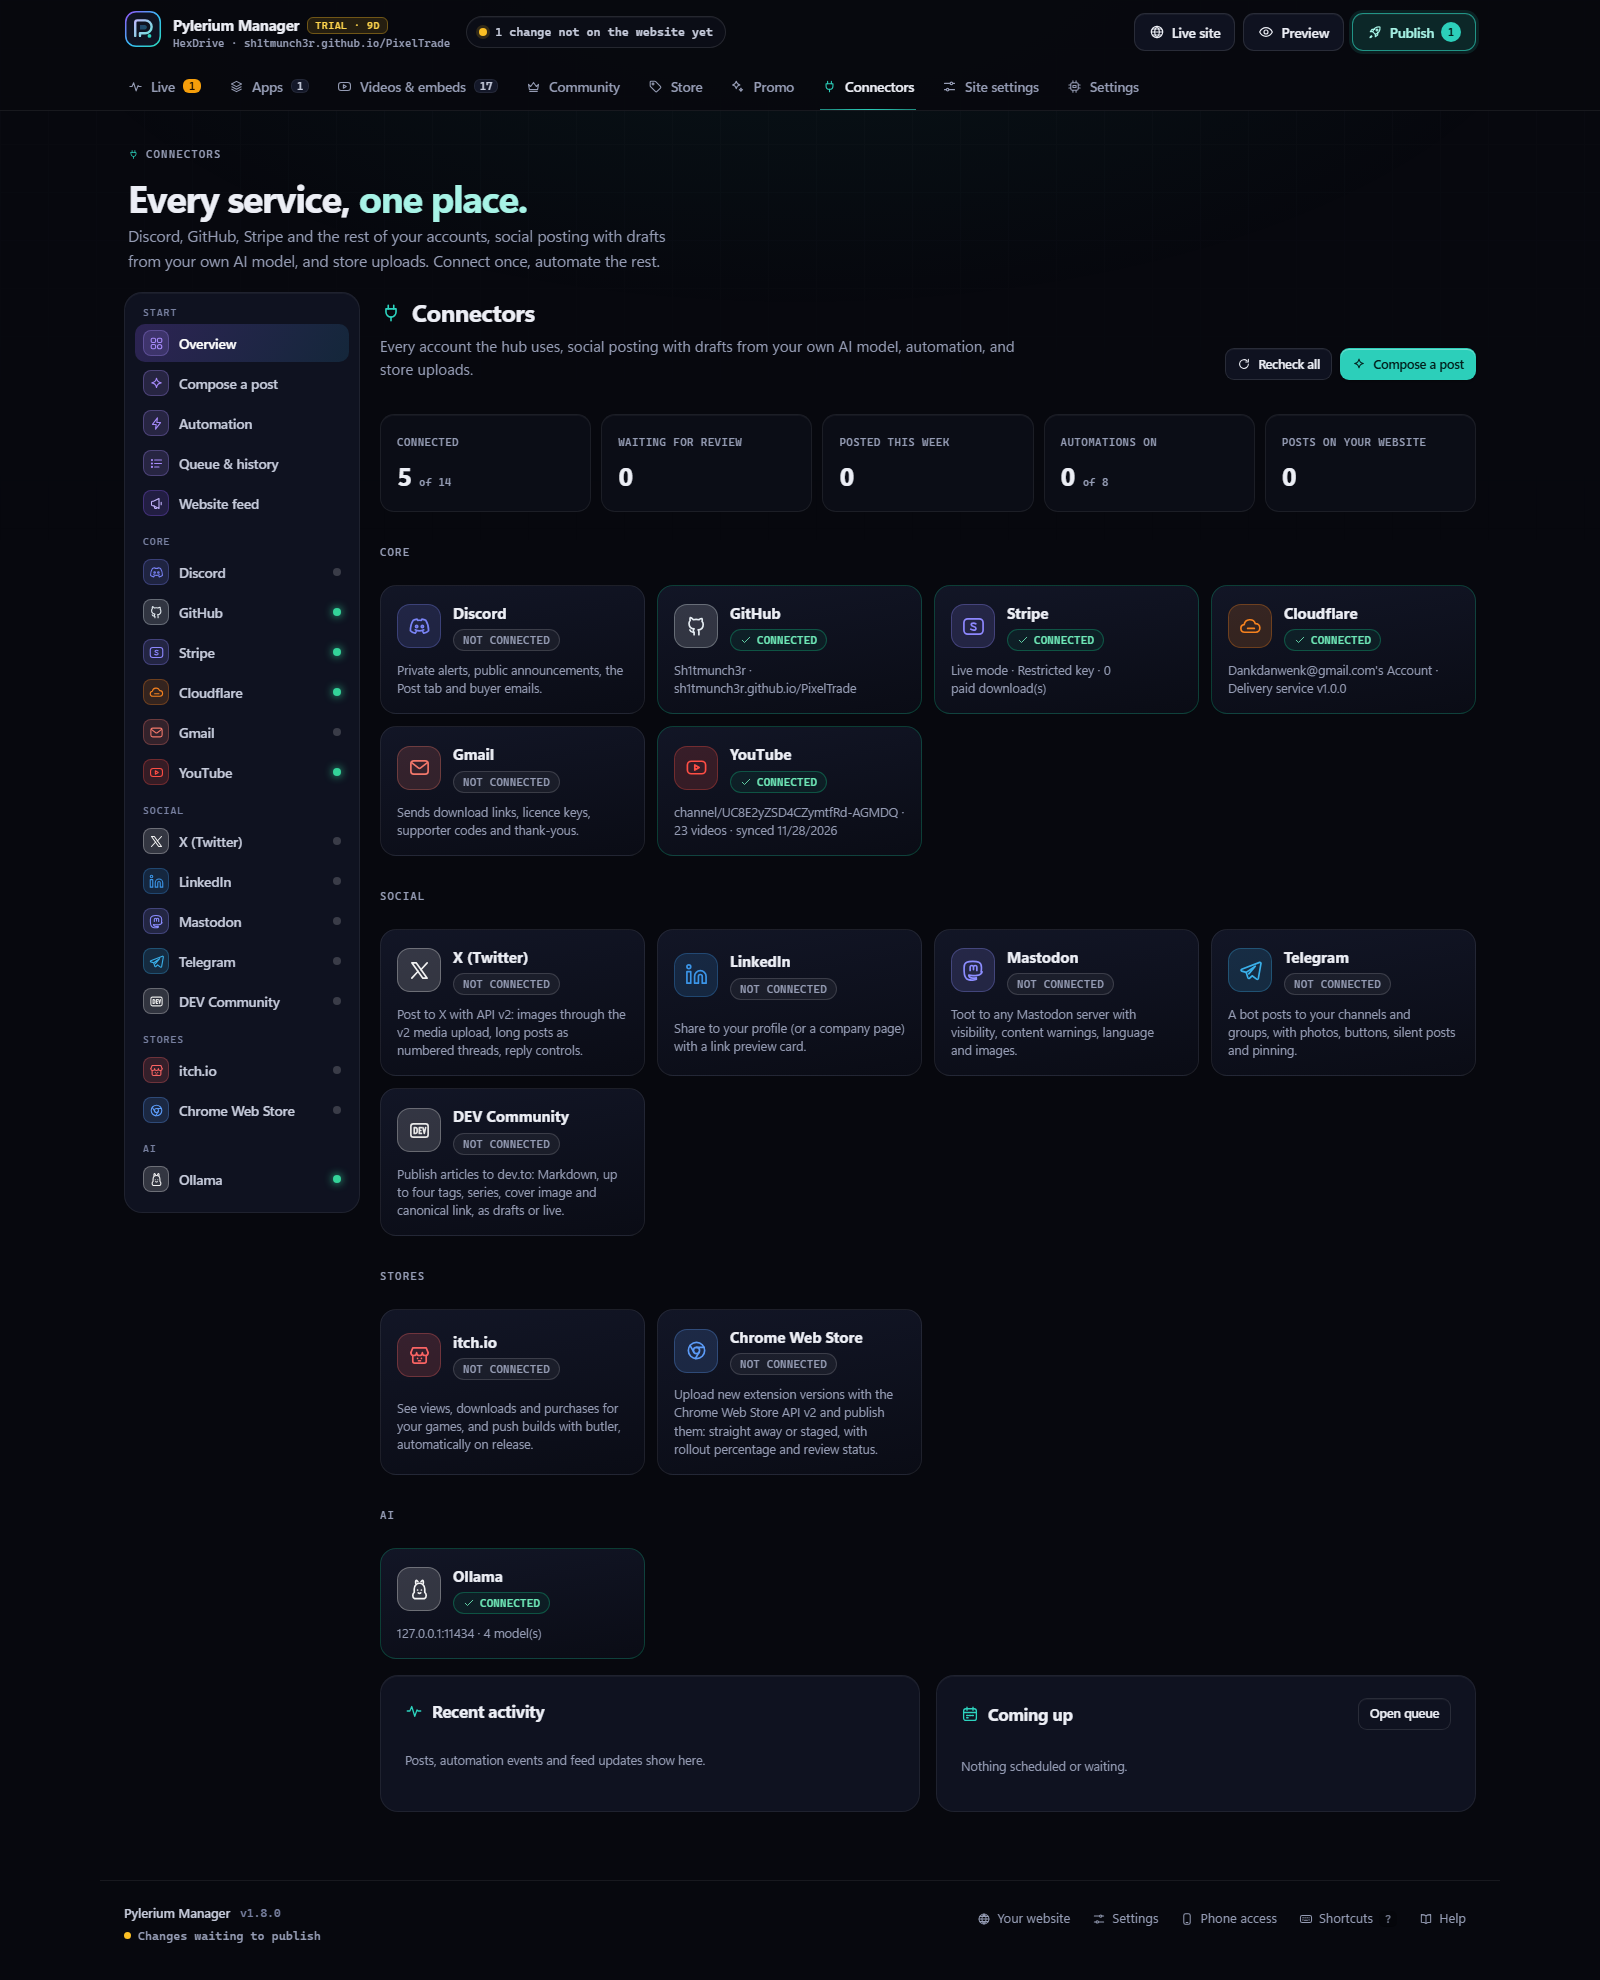 Pylerium Manager TRIAL · 9D
HexDrive · sh1tmunch3r.github.io/PixelTrade
1 change not on the website yet
Live site
Preview
Publish 1
Live 1
Apps 1
Videos & embeds 17
Community
Store
Promo
Connectors
Site settings
Settings
CONNECTORS
Every service, one place.
Discord, GitHub, Stripe and the rest of your accounts, social posting with drafts
from your own AI model, and store uploads. Connect once, automate the rest.
START
Overview
Compose a post
Automation
Queue & history
Website feed
CORE
Discord
GitHub
Stripe
Cloudflare
Gmail
YouTube
SOCIAL
X (Twitter)
LinkedIn
Mastodon
Telegram
DEV Community
STORES
itch.io
Chrome Web Store
AI
Ollama
Connectors
Every account the hub uses, social posting with drafts from your own AI model, automation, and
store uploads.
Recheck all
Compose a post
CONNECTED
5 of 14
WAITING FOR REVIEW
0
POSTED THIS WEEK
0
AUTOMATIONS ON
0 of 8
POSTS ON YOUR WEBSITE
0
CORE
Discord
NOT CONNECTED
Private alerts, public announcements, the
Post tab and buyer emails.
GitHub
CONNECTED
Sh1tmunch3r ·
sh1tmunch3r.github.io/PixelTrade
Stripe
CONNECTED
Live mode · Restricted key · 0
paid download(s)
Cloudflare
CONNECTED
Dankdanwenk@gmail.com's Account ·
Delivery service v1.0.0
Gmail
NOT CONNECTED
Sends download links, licence keys,
supporter codes and thank-yous.
YouTube
CONNECTED
channel/UC8E2yZSD4CZymtfRd-AGMDQ ·
23 videos · synced 11/28/2026
SOCIAL
X (Twitter)
NOT CONNECTED
Post to X with API v2: images through the
v2 media upload, long posts as
numbered threads, reply controls.
LinkedIn
NOT CONNECTED
Share to your profile (or a company page)
with a link preview card.
Mastodon
NOT CONNECTED
Toot to any Mastodon server with
visibility, content warnings, language
and images.
Telegram
NOT CONNECTED
A bot posts to your channels and
groups, with photos, buttons, silent posts
and pinning.
DEV
DEV Community
NOT CONNECTED
Publish articles to dev.to: Markdown, up
to four tags, series, cover image and
canonical link, as drafts or live.
STORES
itch.io
NOT CONNECTED
See views, downloads and purchases for
your games, and push builds with butler,
automatically on release.
Chrome Web Store
NOT CONNECTED
Upload new extension versions with the
Chrome Web Store API v2 and publish
them: straight away or staged, with
rollout percentage and review status.
AI
Ollama
CONNECTED
127.0.0.1:11434 · 4 model(s)
Recent activity
Posts, automation events and feed updates show here.
Coming up
Open queue
Nothing scheduled or waiting.
Pylerium Manager v1.8.0
Changes waiting to publish
Your website
Settings
Phone access
Shortcuts ?
Help